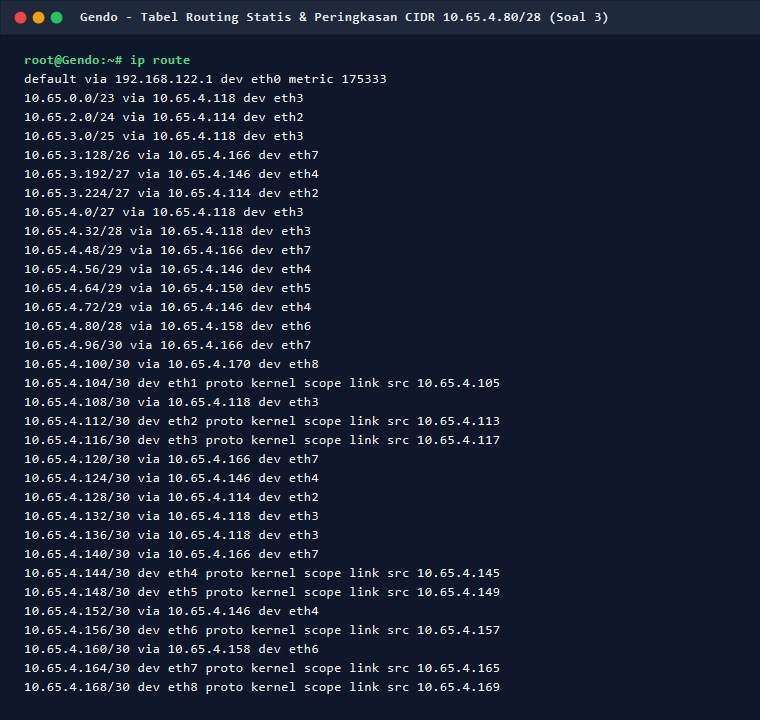 Gendo - Tabel Routing Statis & Peringkasan CIDR 10.65.4.80/28 (Soal 3)
root@Gendo:~# ip route
default via 192.168.122.1 dev eth0 metric 175333
10.65.0.0/23 via 10.65.4.118 dev eth3
10.65.2.0/24 via 10.65.4.114 dev eth2
10.65.3.0/25 via 10.65.4.118 dev eth3
10.65.3.128/26 via 10.65.4.166 dev eth7
10.65.3.192/27 via 10.65.4.146 dev eth4
10.65.3.224/27 via 10.65.4.114 dev eth2
10.65.4.0/27 via 10.65.4.118 dev eth3
10.65.4.32/28 via 10.65.4.118 dev eth3
10.65.4.48/29 via 10.65.4.166 dev eth7
10.65.4.56/29 via 10.65.4.146 dev eth4
10.65.4.64/29 via 10.65.4.150 dev eth5
10.65.4.72/29 via 10.65.4.146 dev eth4
10.65.4.80/28 via 10.65.4.158 dev eth6
10.65.4.96/30 via 10.65.4.166 dev eth7
10.65.4.100/30 via 10.65.4.170 dev eth8
10.65.4.104/30 dev eth1 proto kernel scope link src 10.65.4.105
10.65.4.108/30 via 10.65.4.118 dev eth3
10.65.4.112/30 dev eth2 proto kernel scope link src 10.65.4.113
10.65.4.116/30 dev eth3 proto kernel scope link src 10.65.4.117
10.65.4.120/30 via 10.65.4.166 dev eth7
10.65.4.124/30 via 10.65.4.146 dev eth4
10.65.4.128/30 via 10.65.4.114 dev eth2
10.65.4.132/30 via 10.65.4.118 dev eth3
10.65.4.136/30 via 10.65.4.118 dev eth3
10.65.4.140/30 via 10.65.4.166 dev eth7
10.65.4.144/30 dev eth4 proto kernel scope link src 10.65.4.145
10.65.4.148/30 dev eth5 proto kernel scope link src 10.65.4.149
10.65.4.152/30 via 10.65.4.146 dev eth4
10.65.4.156/30 dev eth6 proto kernel scope link src 10.65.4.157
10.65.4.160/30 via 10.65.4.158 dev eth6
10.65.4.164/30 dev eth7 proto kernel scope link src 10.65.4.165
10.65.4.168/30 dev eth8 proto kernel scope link src 10.65.4.169